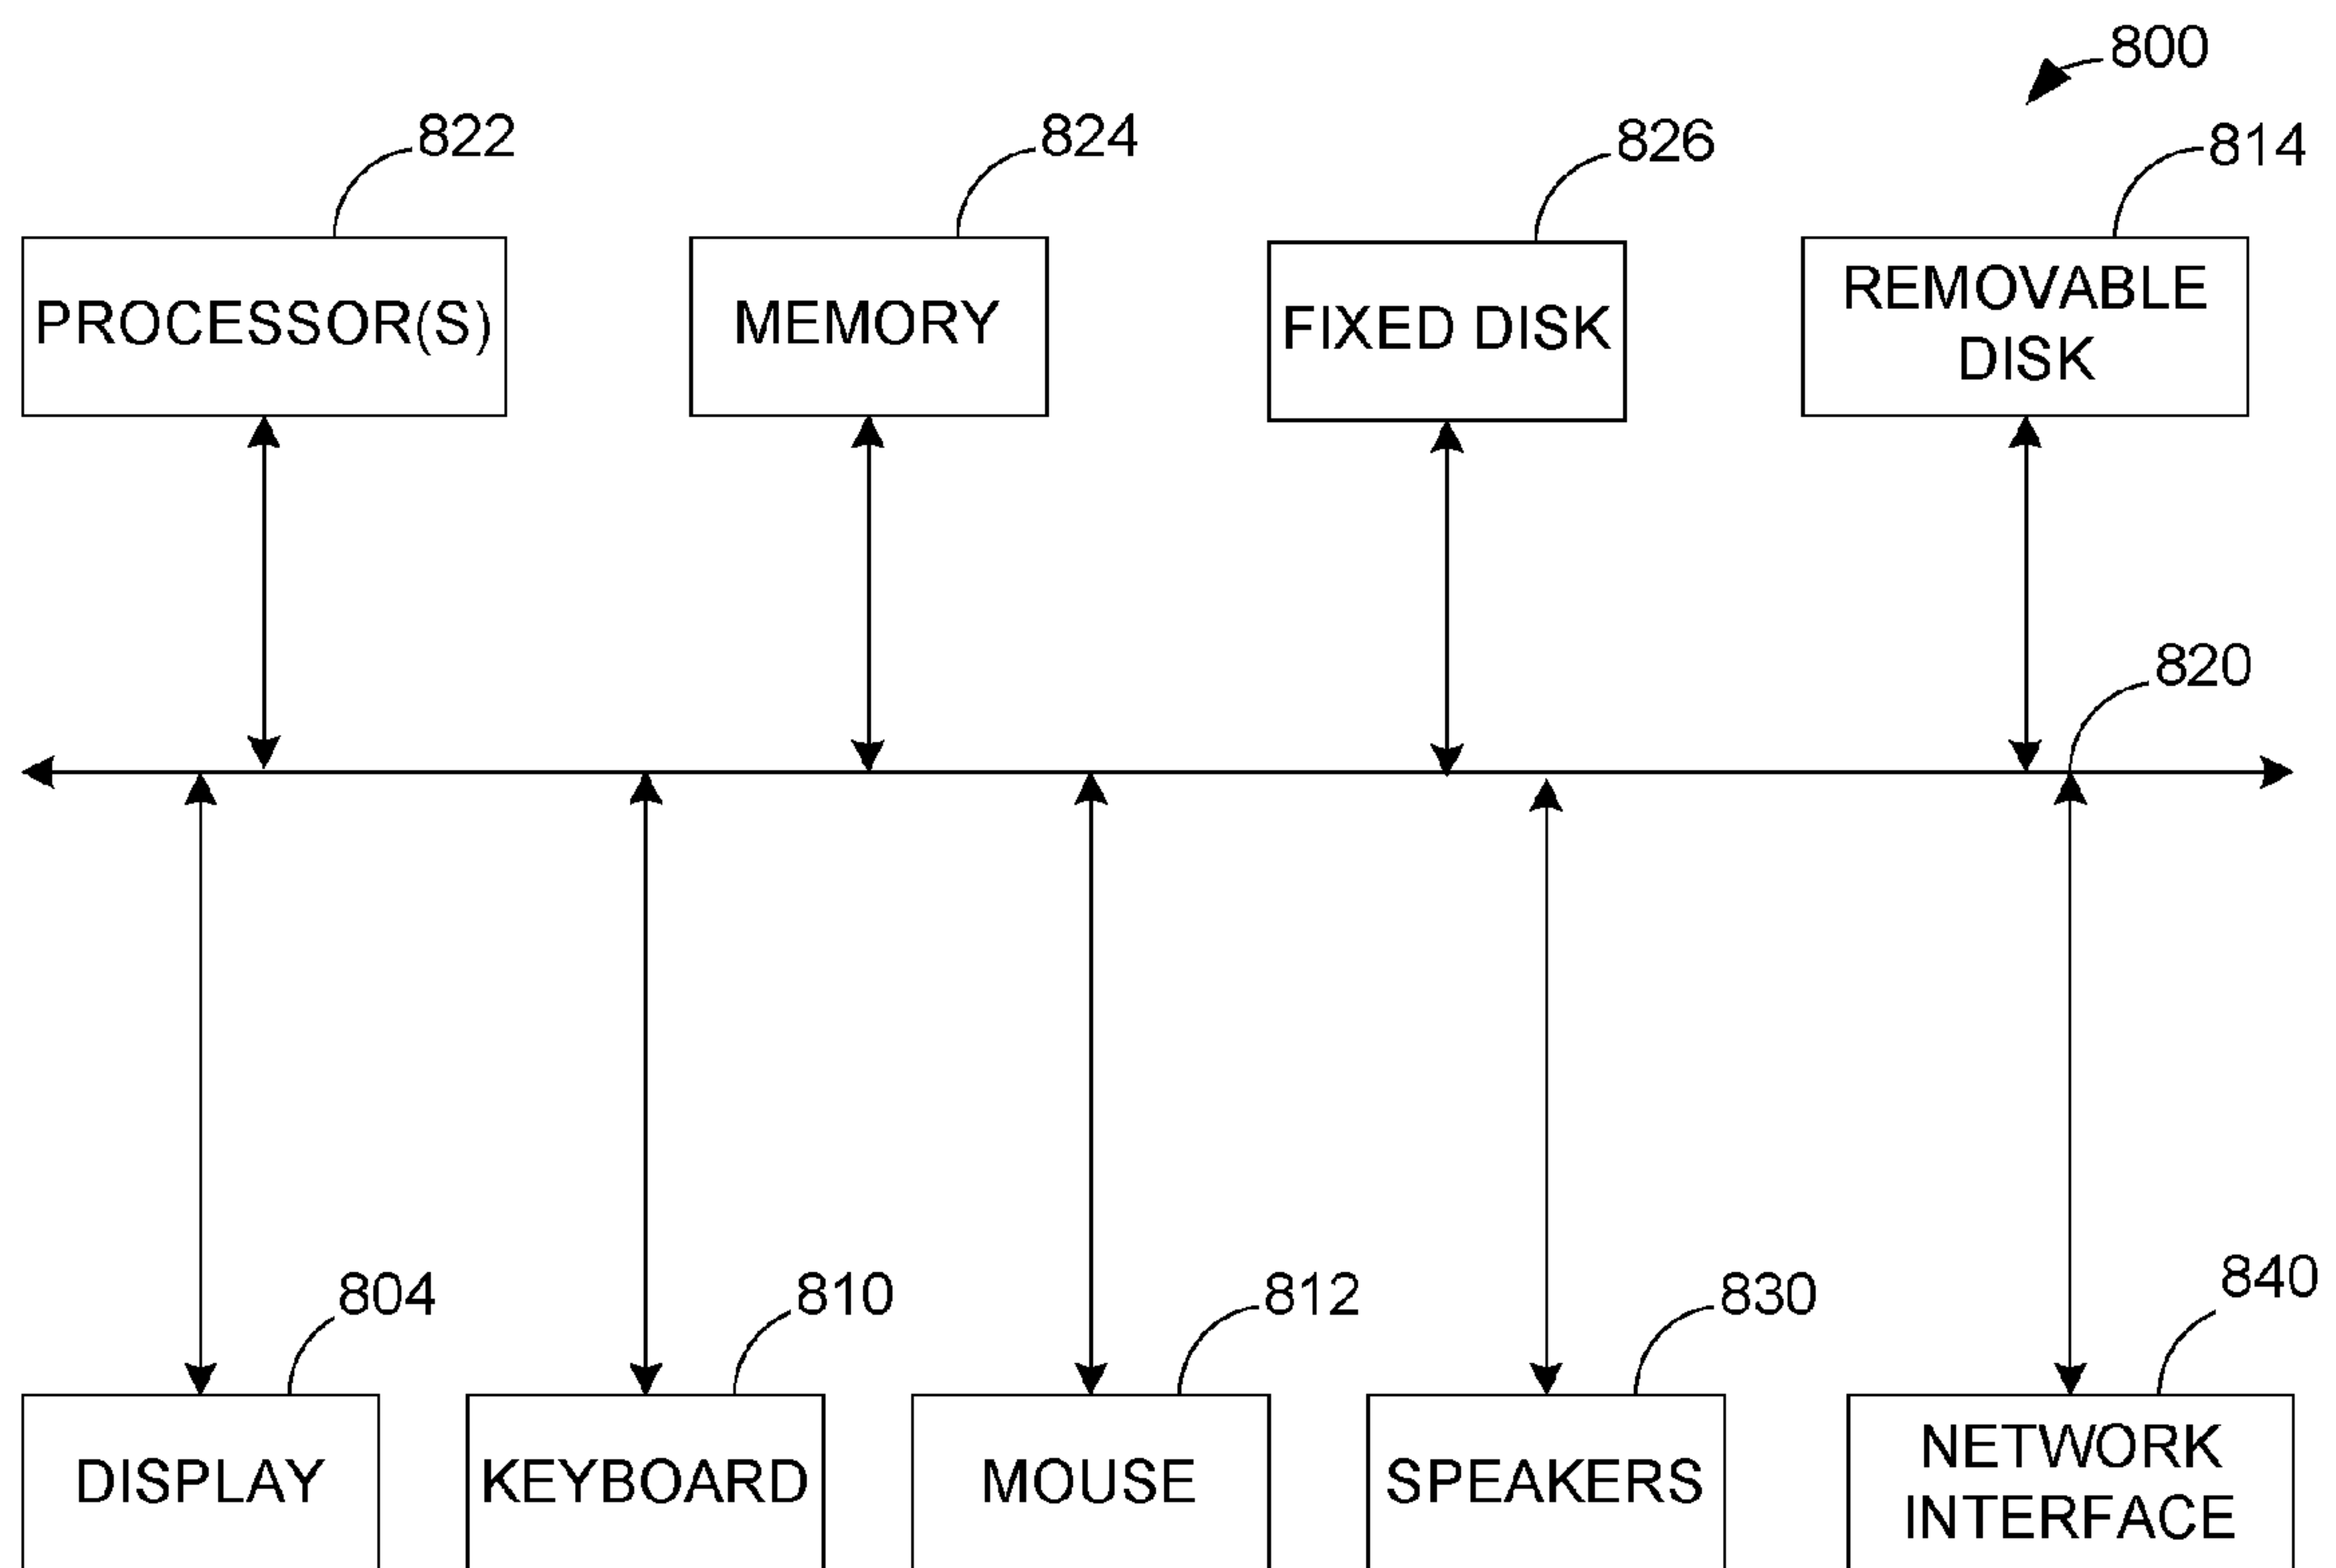 800
822
824
826
814
PROCESSOR(S)
MEMORY
FIXED DISK
REMOVABLE
DISK
820
804
810
812
830
840
DISPLAY
KEYBOARD
MOUSE
SPEAKERS
NETWORK
INTERFACE